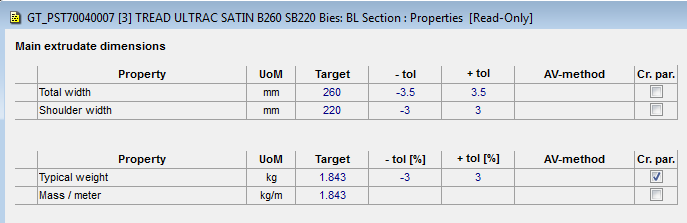 GT_PST70040007 [3] TREAD ULTRAC SATIN B260 SB220 Bies: BL Section : Properties [Read-Only]
Main extrudate dimensions
Property UoM Target - tol + tol AV-method Cr. par.
Total width mm 260 -3.5 3.5
Shoulder width mm 220 -3 3
Property UoM Target - tol [%] + tol [%] AV-method Cr. par.
Typical weight kg 1.843 -3 3
Mass / meter kg/m 1.843